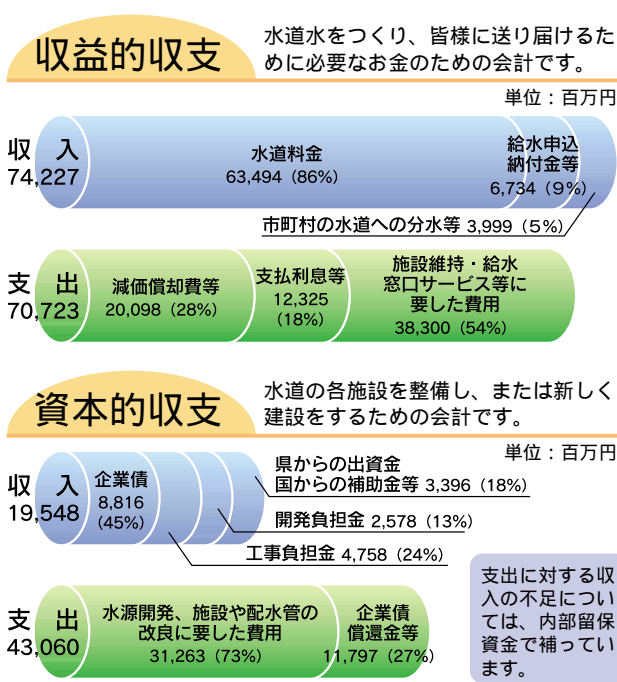 収益的収支
水道水をつくり、皆様に送り届けるた
めに必要なお金のための会計です。
単位：百万円
収 入
74,227
水道料金
63,494（86%）
給水申込
納付金等
6,734（9%）
市町村の水道への分水等 3,999（5%）
支 出
70,723
減価償却費等
20,098（28%）
支払利息等
12,325
（18%）
施設維持・給水
窓口サービス等に
要した費用
38,300（54%）
資本的収支
水道の各施設を整備し、または新しく
建設をするための会計です。
単位：百万円
収 入
19,548
企業債
8,816
（45%）
県からの出資金
国からの補助金等 3,396（18%）
開発負担金 2,578（13%）
工事負担金 4,758（24%）
支 出
43,060
水源開発、施設や配水管の
改良に要した費用
31,263（73%）
企業債
償還金等
11,797（27%）
支出に対する収
入の不足につい
ては、内部留保
資金で補ってい
ます。